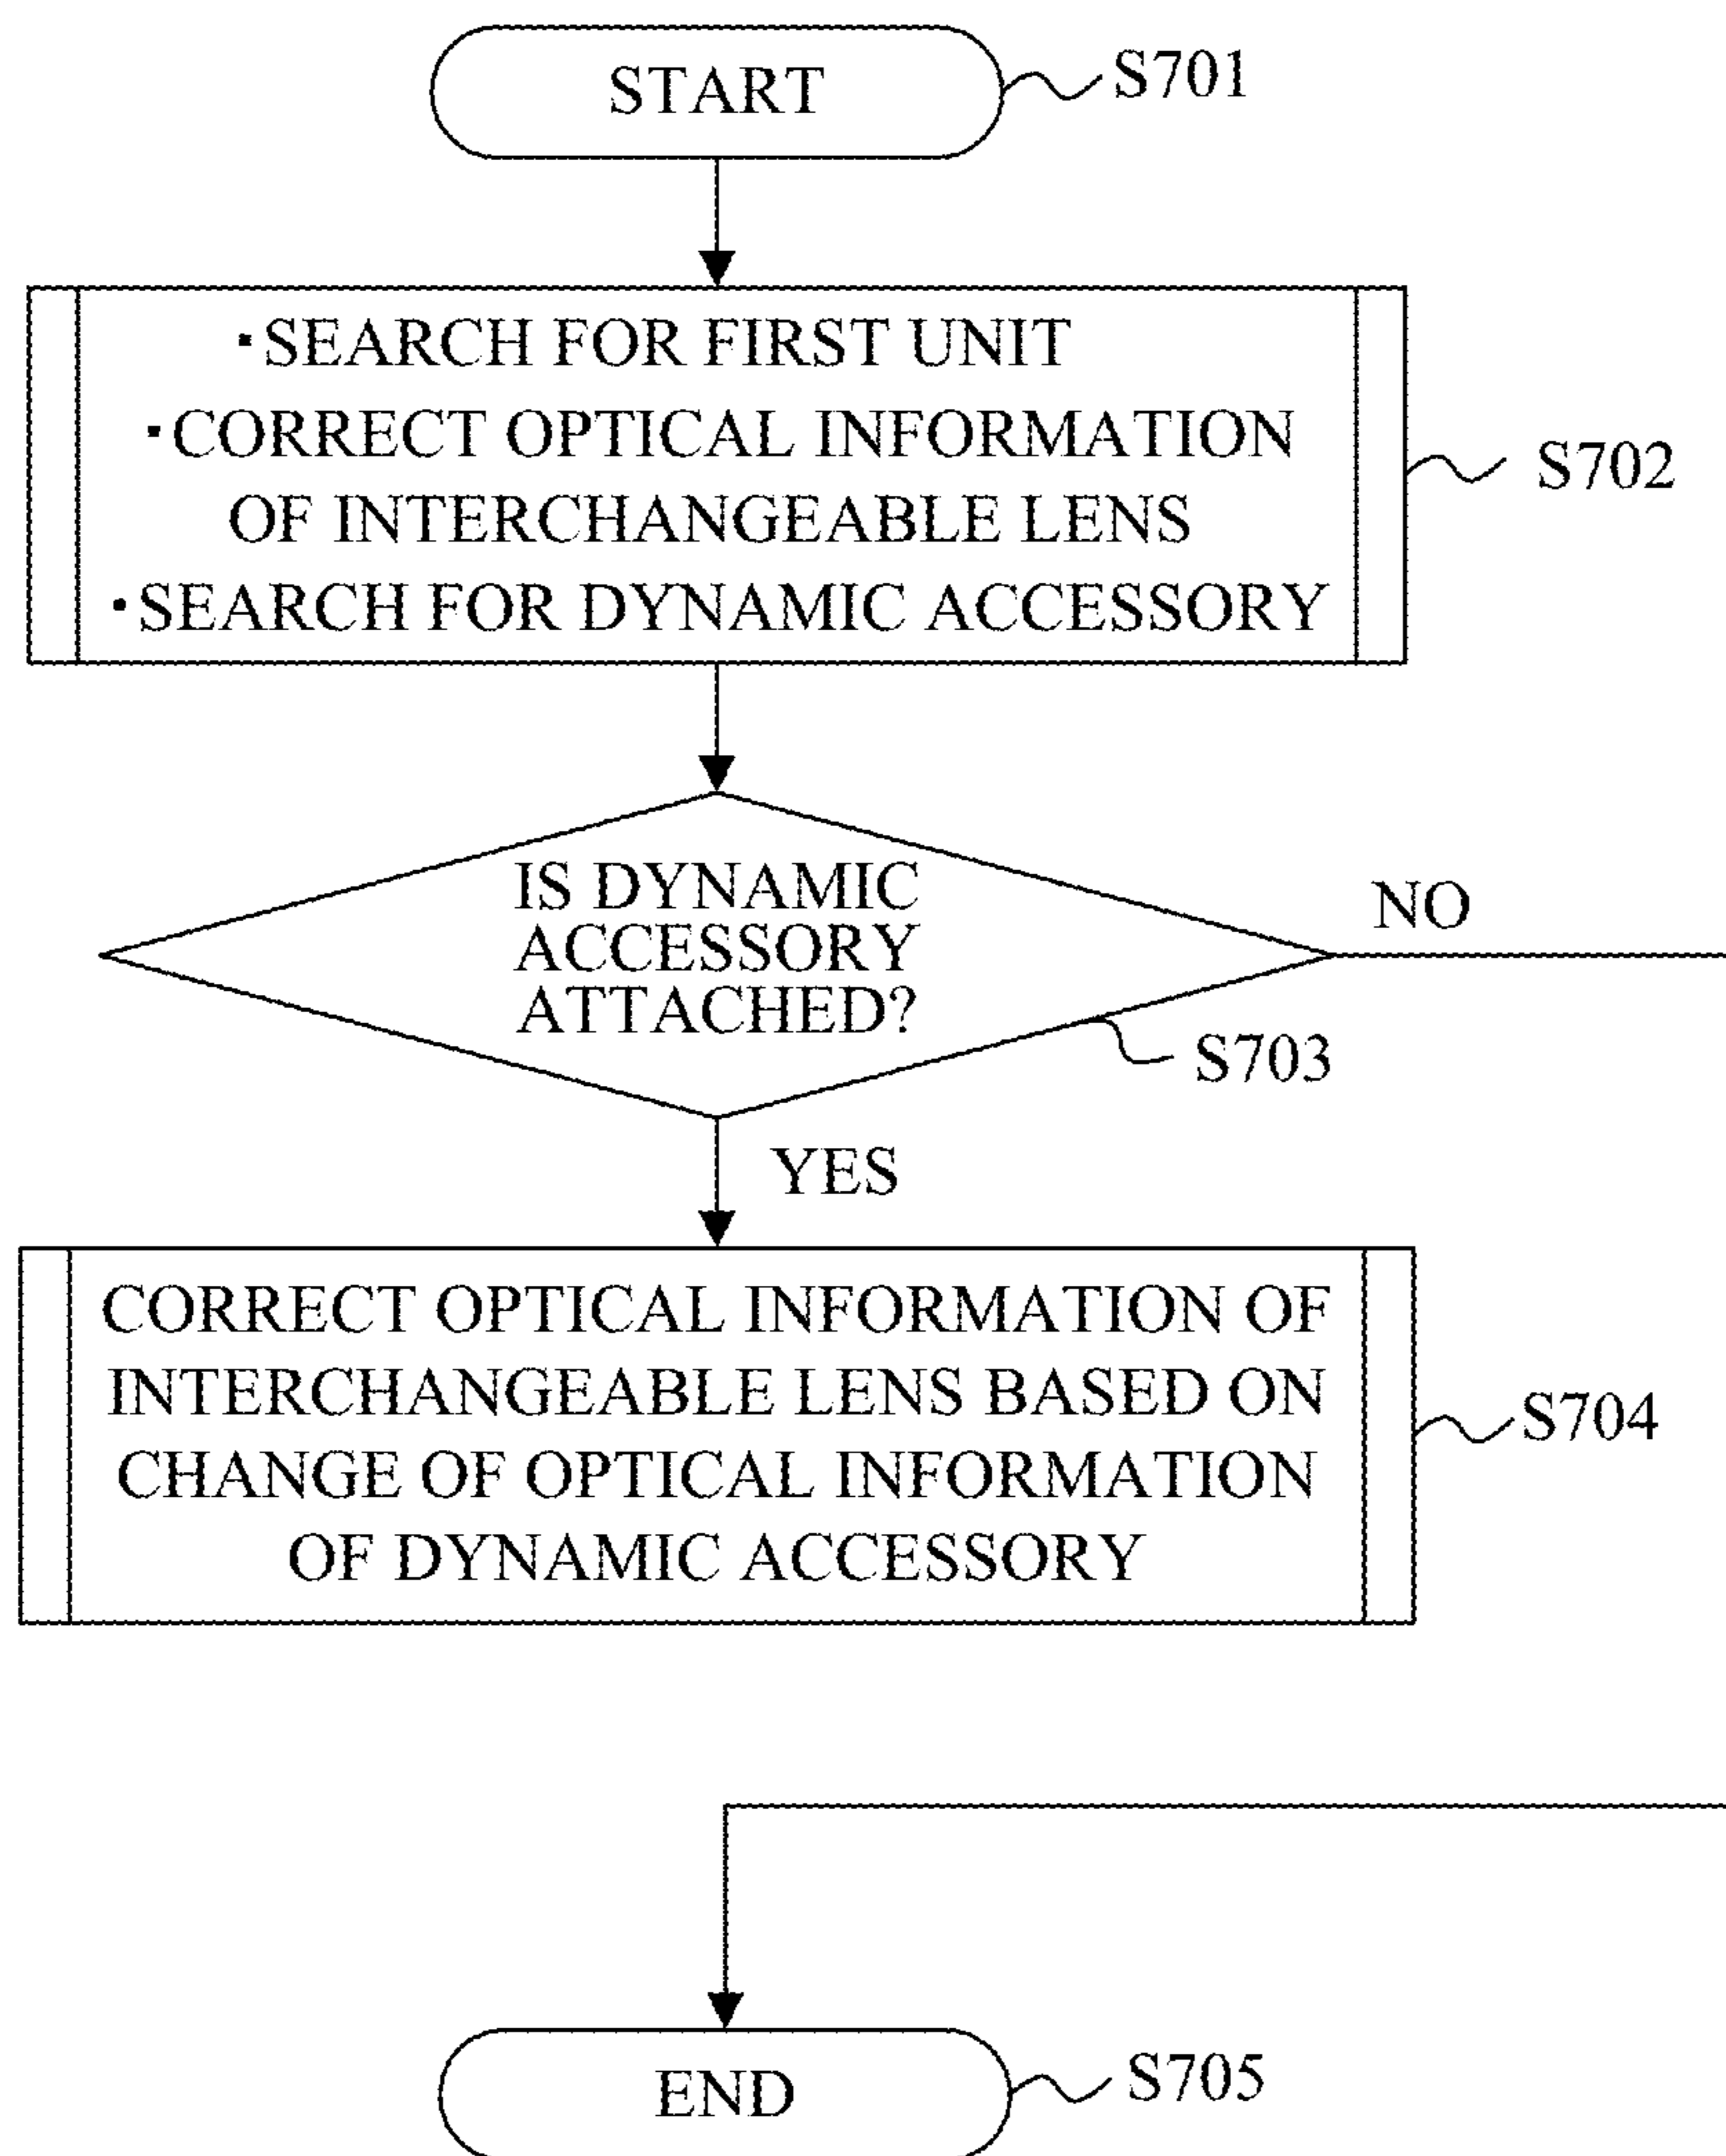 START
S701
·SEARCH FOR FIRST UNIT
·CORRECT OPTICAL INFORMATION
OF INTERCHANGEABLE LENS
·SEARCH FOR DYNAMIC ACCESSORY
S702
IS DYNAMIC
ACCESSORY
ATTACHED?
NO
S703
YES
CORRECT OPTICAL INFORMATION OF
INTERCHANGEABLE LENS BASED ON
CHANGE OF OPTICAL INFORMATION
OF DYNAMIC ACCESSORY
S704
END
S705